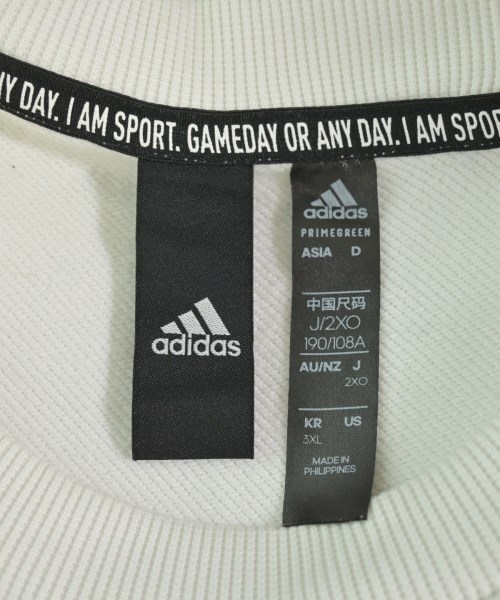 Y DAY. I AM SPORT. GAMEDAY OR ANY DAY. I AM SPOR
adidas
adidas
PRIMEGREEN
ASIA D
中国尺码
J/2XO
190/108A
AU/NZ J
2XO
KR US
3XL
MADE IN
PHILIPPINES